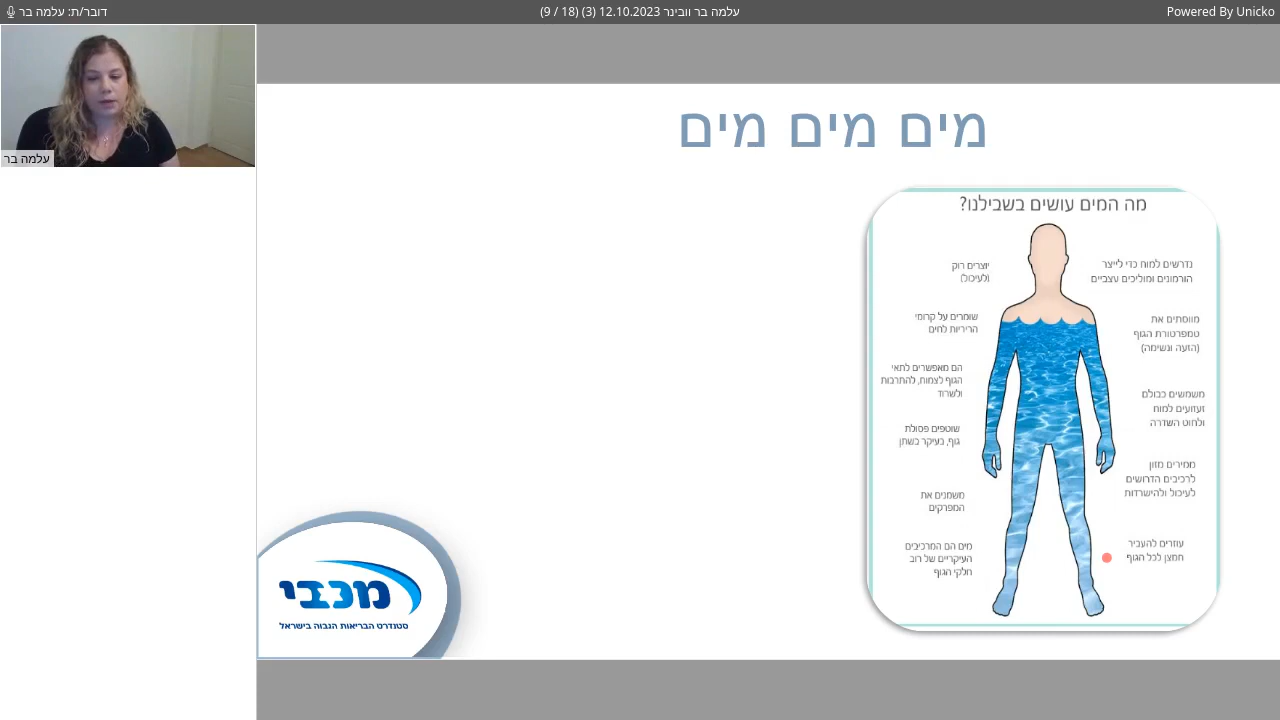 דובר/ת: עלמה בר
עלמה בר וובינר 12.10.2023 (3) (18 / 9)
Powered By Unicko
עלמה בר
מים מים מים
מה המים עושים בשבילנו?
נדרשים למוח כדי לייצר
הורמונים ומוליכים עצביים
מווסתים את
טמפרטורת הגוף
(הזעה ונשימה)
משמשים כבולם
זעזועים למוח
ולחוט השדרה
ממירים מזון
לרכיבים הדרושים
לעיכול ולהישרדות
עוזרים להעביר
חמצן לכל הגוף
יוצרים רוק
(לעיכול)
שומרים על קרומי
הריריות לחים
הם מאפשרים לתאי
הגוף לצמוח, להתרבות
ולשרוד
שוטפים פסולת
גוף, בעיקר בשתן
משמנים את
המפרקים
מים הם המרכיבים
העיקריים של רוב
חלקי הגוף
מכבי
סטנדרט הבריאות הגבוה בישראל